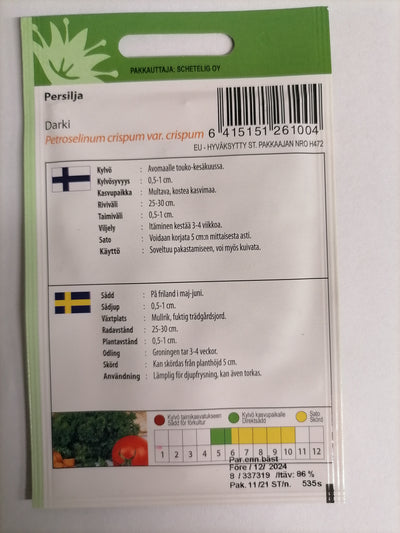 PAKKAUTTAJA: SCHETELIG OY
Persilja
Darki
Petroselinum crispum var. crispum
6 415151 261004
EU - HYVÄKSYTTY ST. PAKKAAJAN NRO H472
Kylvö : Avomaalle touko-kesäkuussa.
Kylvösyvyys : 0,5-1 cm.
Kasvupaikka : Multava, kostea kasvimaa.
Riviväli : 25-30 cm.
Taimiväli : 0,5-1 cm.
Viljely : Itäminen kestää 3-4 viikkoa.
Sato : Voidaan korjata 5 cm:n mittaisesta asti.
Käyttö : Soveltuu pakastamiseen, voi myös kuivata.
Sådd : På friland i maj-juni.
Sådjup : 0,5-1 cm.
Växtplats : Mullrik, fuktig trädgårdsjord.
Radavstånd : 25-30 cm.
Plantavstånd : 0,5-1 cm.
Odling : Groningen tar 3-4 veckor.
Skörd : Kan skördas från planthöjd 5 cm.
Användning : Lämplig för djupfrysning, kan även torkas.
Kylvö taimikasvatukseen
Sådd för förkultur
Kylvö kasvupaikalle
Direktsådd
Sato
Skörd
1 2 3 4 5 6 7 8 9 10 11 12
Par.enn.bäst
Före /12/ 2024
8 / 337319 /Itäv: 86 %
Pak. 11/21 ST/n. 535s